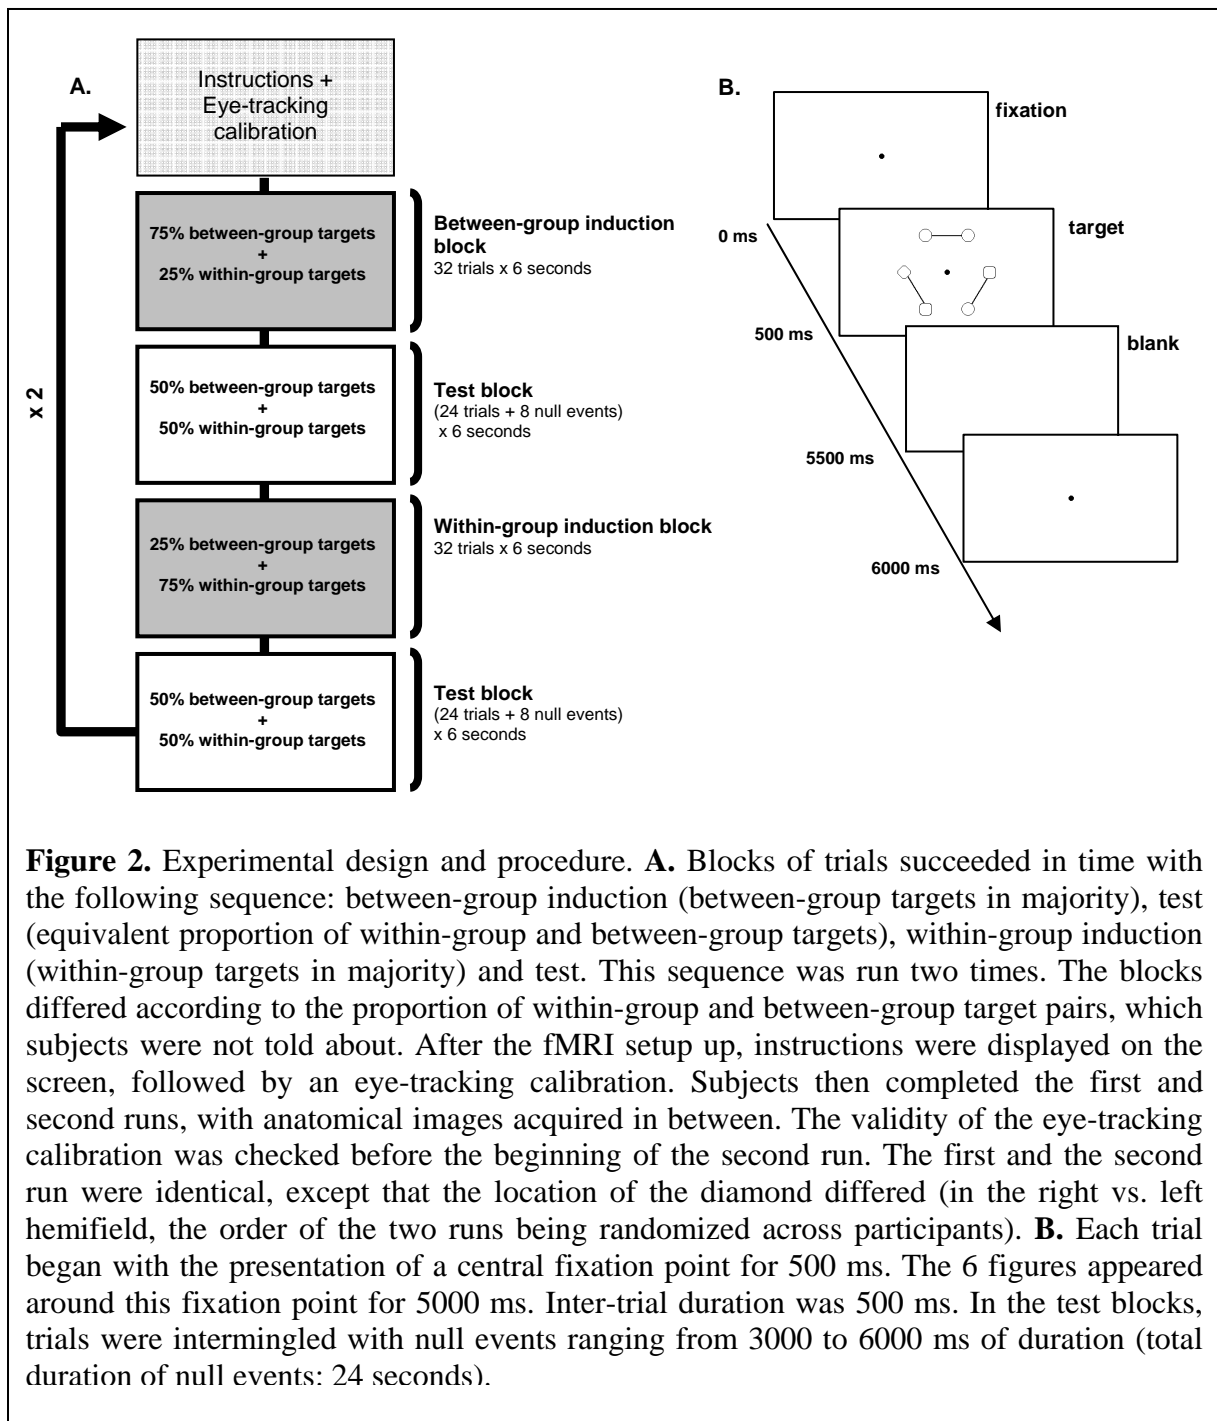 A.
Instructions +
Eye-tracking
calibration
75% between-group targets
+
25% within-group targets
Between-group induction
block
32 trials x 6 seconds
50% between-group targets
+
50% within-group targets
Test block
(24 trials + 8 null events)
x 6 seconds
25% between-group targets
+
75% within-group targets
Within-group induction block
32 trials x 6 seconds
50% between-group targets
+
50% within-group targets
Test block
(24 trials + 8 null events)
x 6 seconds
x 2
B.
fixation
0 ms
target
500 ms
blank
5500 ms
6000 ms
Figure 2. Experimental design and procedure. A. Blocks of trials succeeded in time with
the following sequence: between-group induction (between-group targets in majority), test
(equivalent proportion of within-group and between-group targets), within-group induction
(within-group targets in majority) and test. This sequence was run two times. The blocks
differed according to the proportion of within-group and between-group target pairs, which
subjects were not told about. After the fMRI setup up, instructions were displayed on the
screen, followed by an eye-tracking calibration. Subjects then completed the first and
second runs, with anatomical images acquired in between. The validity of the eye-tracking
calibration was checked before the beginning of the second run. The first and the second
run were identical, except that the location of the diamond differed (in the right vs. left
hemifield, the order of the two runs being randomized across participants). B. Each trial
began with the presentation of a central fixation point for 500 ms. The 6 figures appeared
around this fixation point for 5000 ms. Inter-trial duration was 500 ms. In the test blocks,
trials were intermingled with null events ranging from 3000 to 6000 ms of duration (total
duration of null events: 24 seconds).